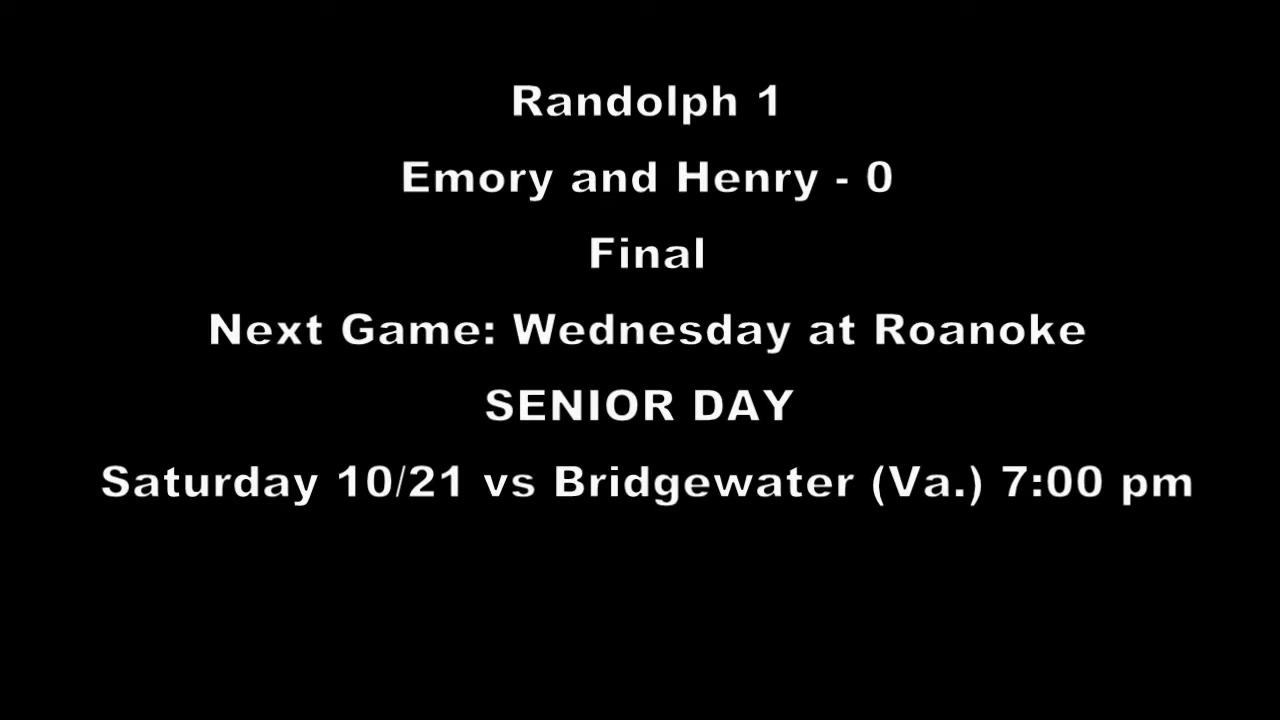 Randolph 1
Emory and Henry - 0
Final
Next Game: Wednesday at Roanoke
SENIOR DAY
Saturday 10/21 vs Bridgewater (Va.) 7:00 pm